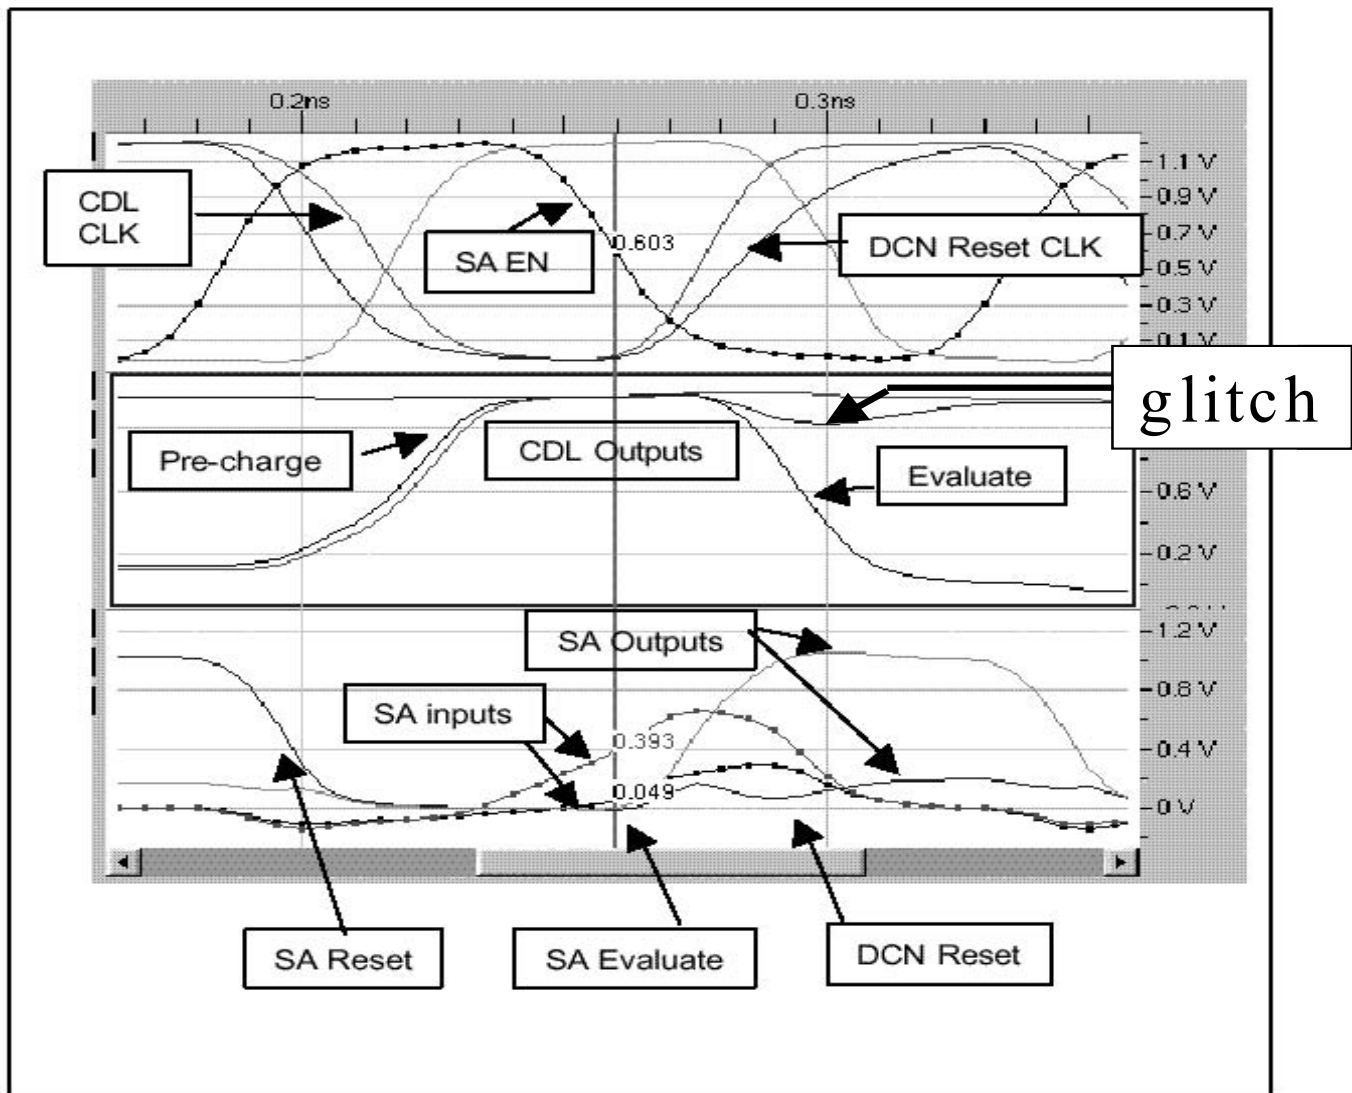 0.2ns
0.3ns
CDL
CLK
SA EN
0.603
DCN Reset CLK
1.1 V
0.9 V
0.7 V
0.5 V
0.3 V
0.1 V
glitch
Pre-charge
CDL Outputs
Evaluate
0.6 V
0.2 V
SA Outputs
SA inputs
0.393
0.049
1.2 V
0.8 V
0.4 V
0 V
SA Reset
SA Evaluate
DCN Reset